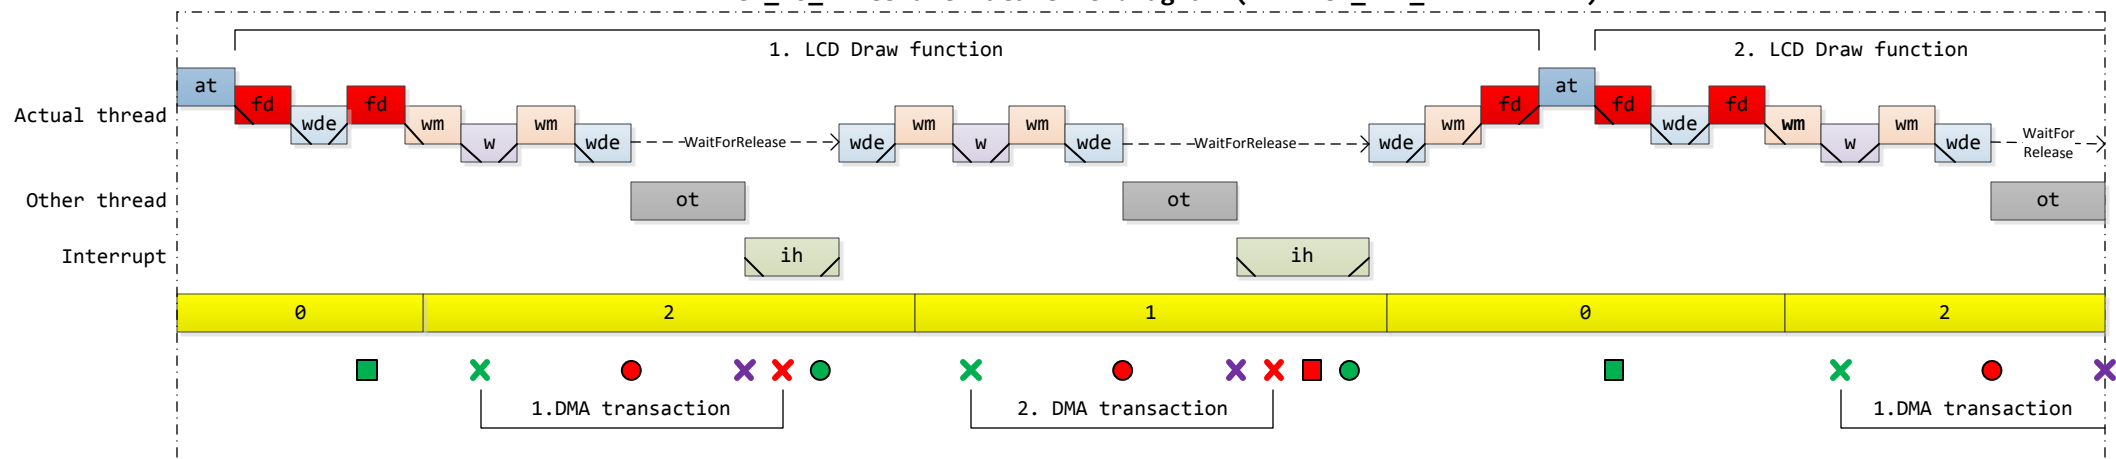 1. LCD Draw function
2. LCD Draw function
Actual thread
at fd wde fd wm w wm wde WaitForRelease wde wm w wm wde WaitForRelease wde wm fd at fd wde fd wm w wm wde WaitFor
Release
Other thread
ot ot ot
Interrupt
ih ih
0 2 1 0 2
1.DMA transaction
2. DMA transaction
1.DMA transaction